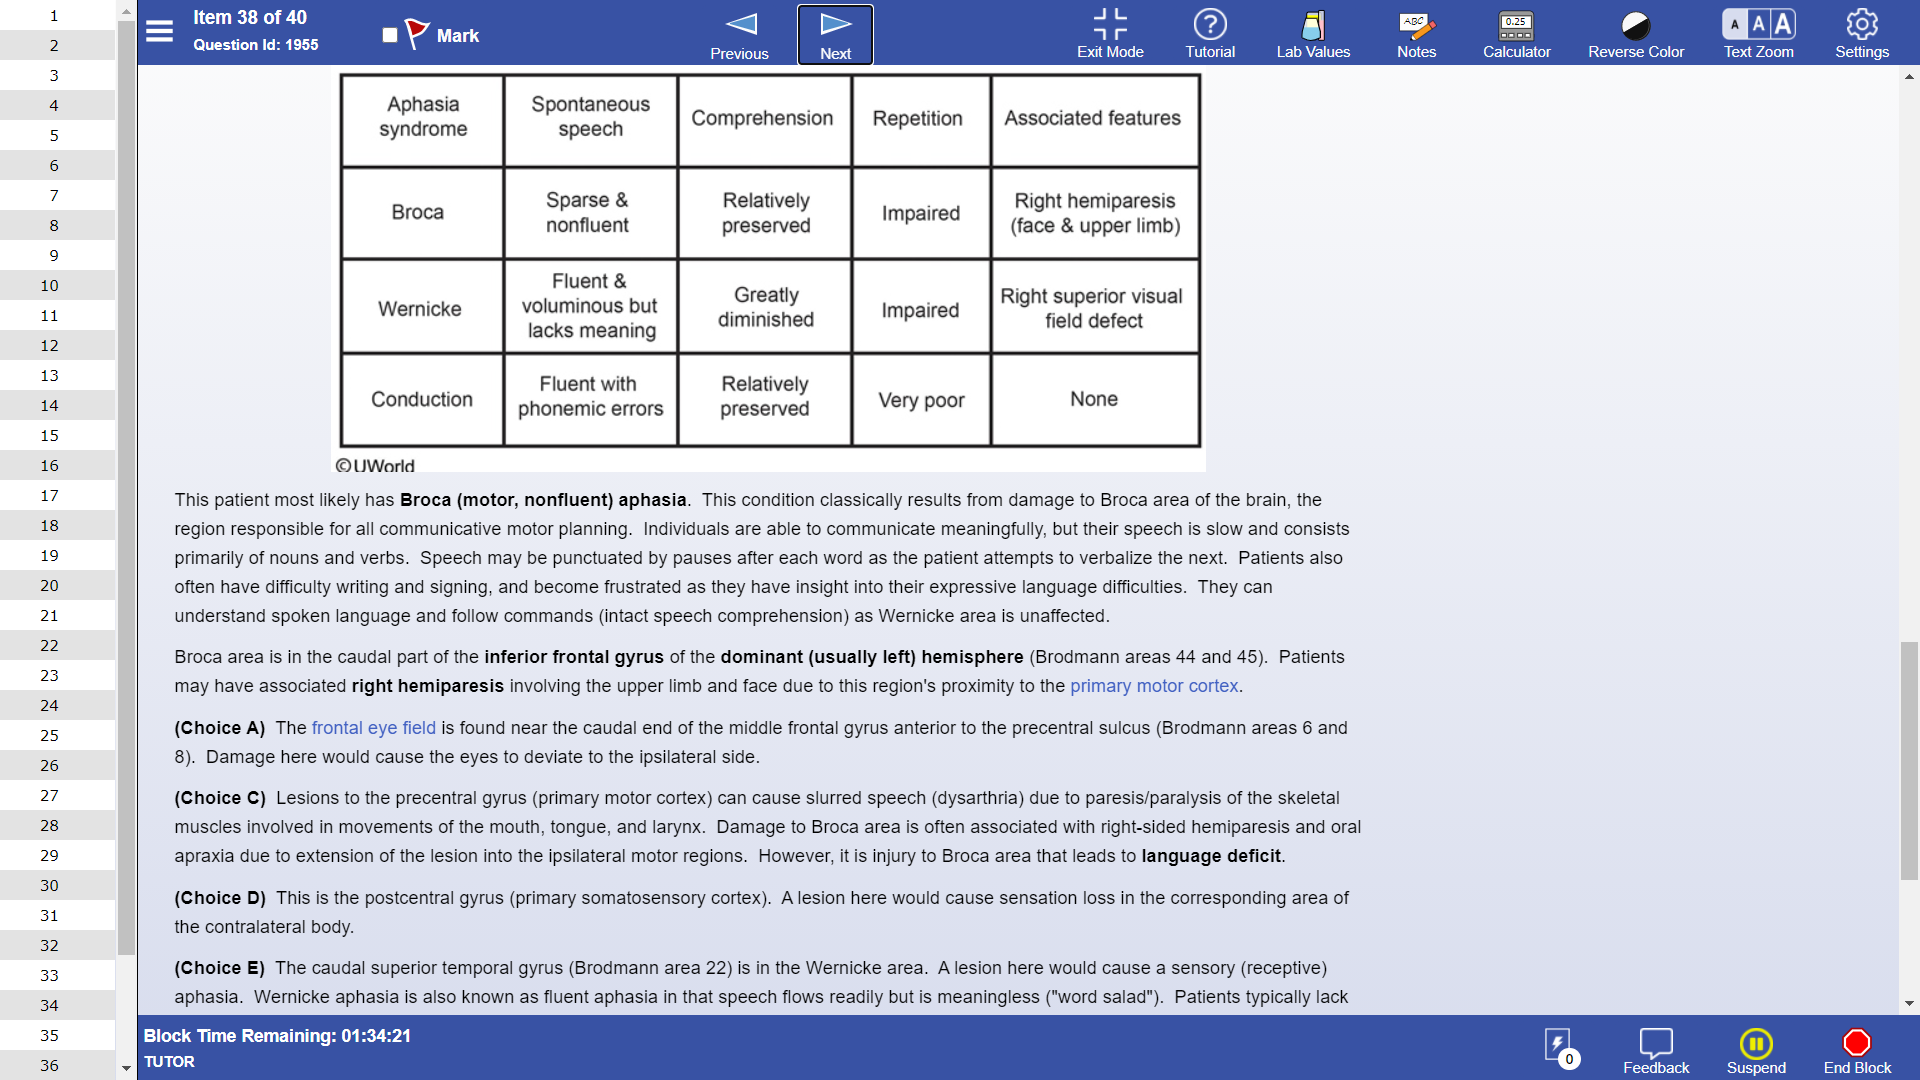 Item 38 of 40
Question Id: 1955
Mark
Previous
Next
Exit Mode
Tutorial
Lab Values
ABC
Notes
0.25
Calculator
Reverse Color
A A A
Text Zoom
Settings
1
2
3
4
5
6
7
8
9
10
11
12
13
14
15
16
17
18
19
20
21
22
23
24
25
26
27
28
29
30
31
32
33
34
35
36
Aphasia syndrome | Spontaneous speech | Comprehension | Repetition | Associated features
Broca | Sparse & nonfluent | Relatively preserved | Impaired | Right hemiparesis (face & upper limb)
Wernicke | Fluent & voluminous but lacks meaning | Greatly diminished | Impaired | Right superior visual field defect
Conduction | Fluent with phonemic errors | Relatively preserved | Very poor | None
©UWorld
This patient most likely has Broca (motor, nonfluent) aphasia. This condition classically results from damage to Broca area of the brain, the
region responsible for all communicative motor planning. Individuals are able to communicate meaningfully, but their speech is slow and consists
primarily of nouns and verbs. Speech may be punctuated by pauses after each word as the patient attempts to verbalize the next. Patients also
often have difficulty writing and signing, and become frustrated as they have insight into their expressive language difficulties. They can
understand spoken language and follow commands (intact speech comprehension) as Wernicke area is unaffected.
Broca area is in the caudal part of the inferior frontal gyrus of the dominant (usually left) hemisphere (Brodmann areas 44 and 45). Patients
may have associated right hemiparesis involving the upper limb and face due to this region's proximity to the primary motor cortex.
(Choice A) The frontal eye field is found near the caudal end of the middle frontal gyrus anterior to the precentral sulcus (Brodmann areas 6 and
8). Damage here would cause the eyes to deviate to the ipsilateral side.
(Choice C) Lesions to the precentral gyrus (primary motor cortex) can cause slurred speech (dysarthria) due to paresis/paralysis of the skeletal
muscles involved in movements of the mouth, tongue, and larynx. Damage to Broca area is often associated with right-sided hemiparesis and oral
apraxia due to extension of the lesion into the ipsilateral motor regions. However, it is injury to Broca area that leads to language deficit.
(Choice D) This is the postcentral gyrus (primary somatosensory cortex). A lesion here would cause sensation loss in the corresponding area of
the contralateral body.
(Choice E) The caudal superior temporal gyrus (Brodmann area 22) is in the Wernicke area. A lesion here would cause a sensory (receptive)
aphasia. Wernicke aphasia is also known as fluent aphasia in that speech flows readily but is meaningless ("word salad"). Patients typically lack
Block Time Remaining: 01:34:21
TUTOR
0
Feedback
Suspend
End Block